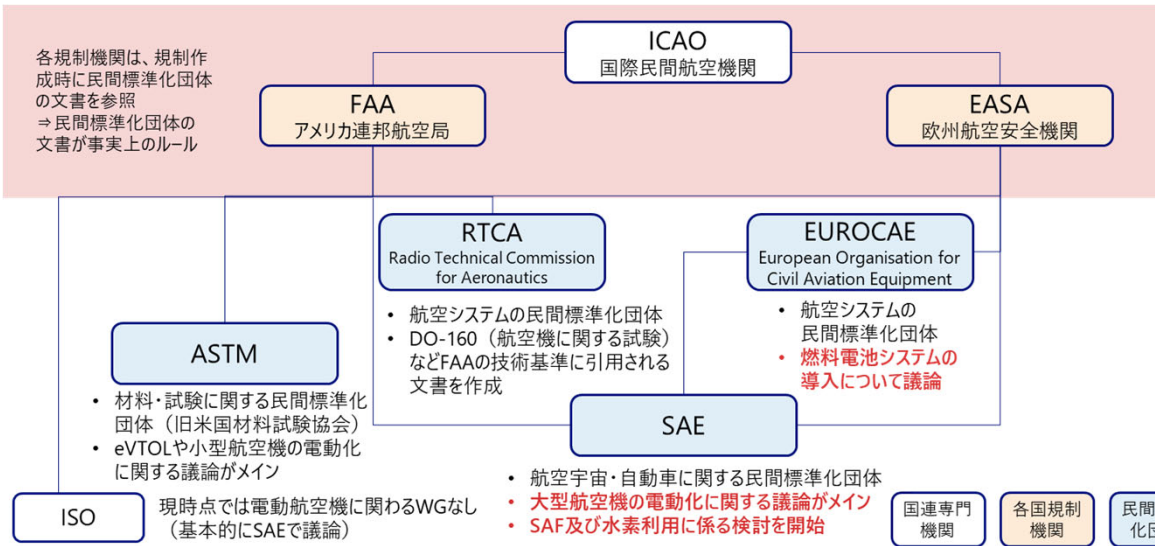 ICAO
国際民間航空機関
各規制機関は、規制作
成時に民間標準化団体
の文書を参照
⇒民間標準化団体の
文書が事実上のルール
FAA
アメリカ連邦航空局
EASA
欧州航空安全機関
RTCA
Radio Technical Commission
for Aeronautics
• 航空システムの民間標準化団体
• DO-160（航空機に関する試験）
などFAAの技術基準に引用される
文書を作成
EUROCAE
European Organisation for
Civil Aviation Equipment
• 航空システムの
民間標準化団体
• 燃料電池システムの
導入について議論
ASTM
• 材料・試験に関する民間標準化
団体（旧米国材料試験協会）
• eVTOLや小型航空機の電動化
に関する議論がメイン
SAE
• 航空宇宙・自動車に関する民間標準化団体
• 大型航空機の電動化に関する議論がメイン
• SAF及び水素利用に係る検討を開始
ISO
現時点では電動航空機に関わるWGなし
（基本的にSAEで議論）
国連専門
機関
各国規制
機関
民間
化団